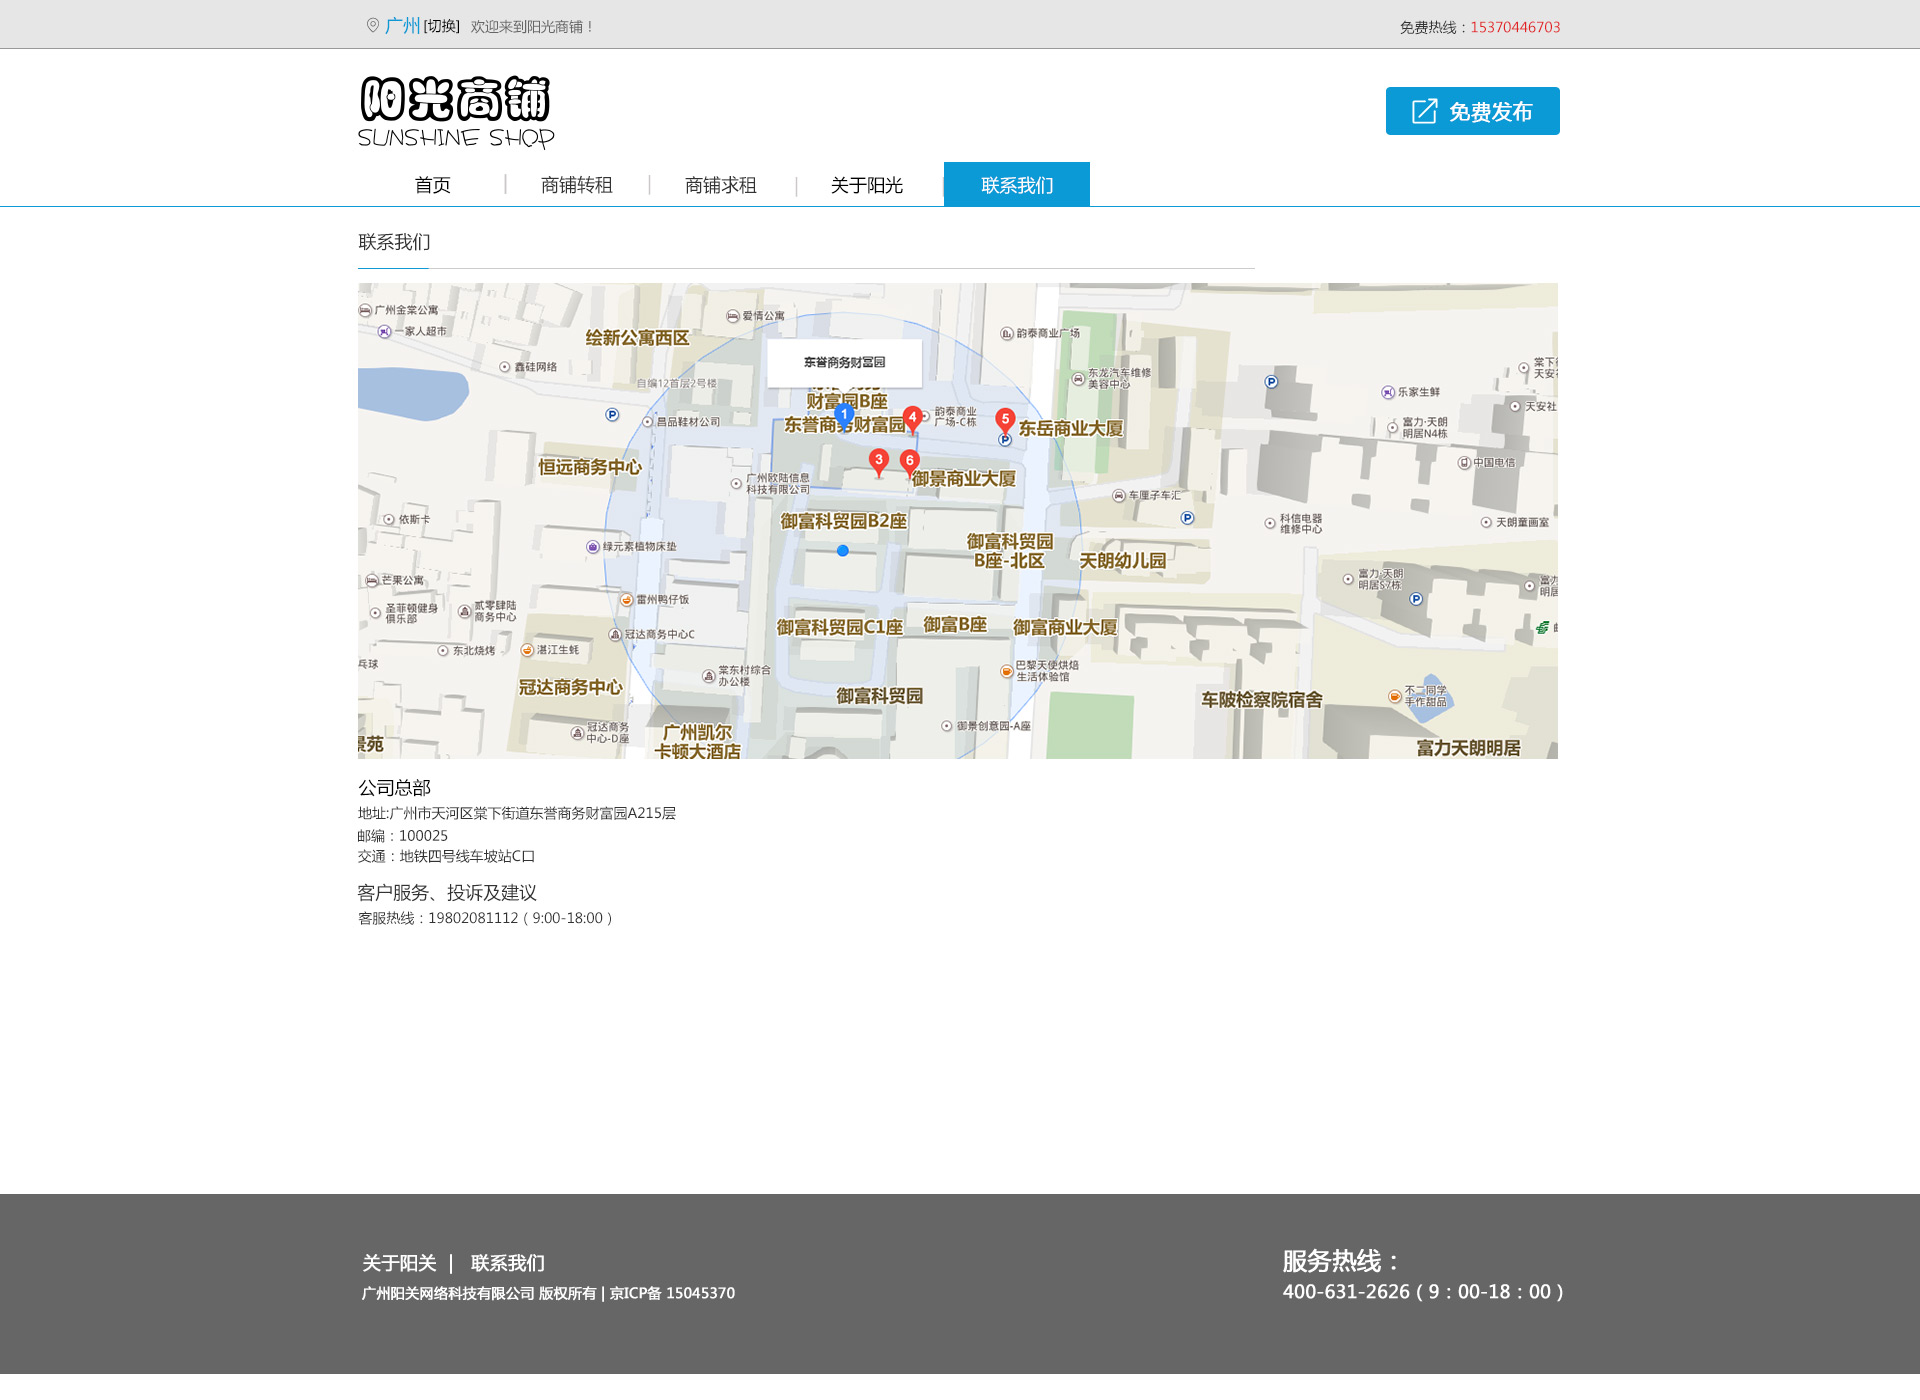 广州 [切换] 欢迎来到阳光商铺！
免费热线：15370446703
阳光商铺
SUNSHINE SHOP
免费发布
首页 | 商铺转租 | 商铺求租 | 关于阳光 | 联系我们
联系我们
广州金棠公寓
一家人超市
绘新公寓西区
爱情公寓
韵泰商业广场
东誉商务财富园
鑫硅网络
自编12首层2号楼
东龙汽车维修
美容中心
P
乐家生鲜
棠下
天安
天安社
财富园B座
1
东誉商务财富园
4
韵泰商业
广场-C栋
5
P
东岳商业大厦
P
昌品鞋材公司
富力·天朗
明居N4栋
恒远商务中心
3
6
御景商业大厦
中国电信
广州欧陆信息
科技有限公司
车厘子车汇
依斯卡
御富科贸园B2座
P
科信电器
维修中心
天朗童画室
绿元素植物床垫
御富科贸园
B座-北区
天朗幼儿园
芒果公寓
富力·天朗
明居S7栋
富力
明居
P
圣菲顿健身
俱乐部
贰零肆陆
商务中心
雷州鸭仔饭
冠达商务中心C
御富科贸园C1座
御富B座
御富商业大厦
东北烧烤
湛江生蚝
兵球
棠东村综合
办公楼
巴黎天使烘焙
生活体验馆
冠达商务中心
御富科贸园
车陂检察院宿舍
不二同学
手作甜品
冠达商务
中心-D座
广州凯尔
卡顿大酒店
御景创意园-A座
景苑
富力天朗明居
公司总部
地址:广州市天河区棠下街道东誉商务财富园A215层
邮编：100025
交通：地铁四号线车坡站C口
客户服务、投诉及建议
客服热线：19802081112（9:00-18:00）
关于阳关 | 联系我们
广州阳关网络科技有限公司 版权所有 | 京ICP备 15045370
服务热线：
400-631-2626（9：00-18：00）